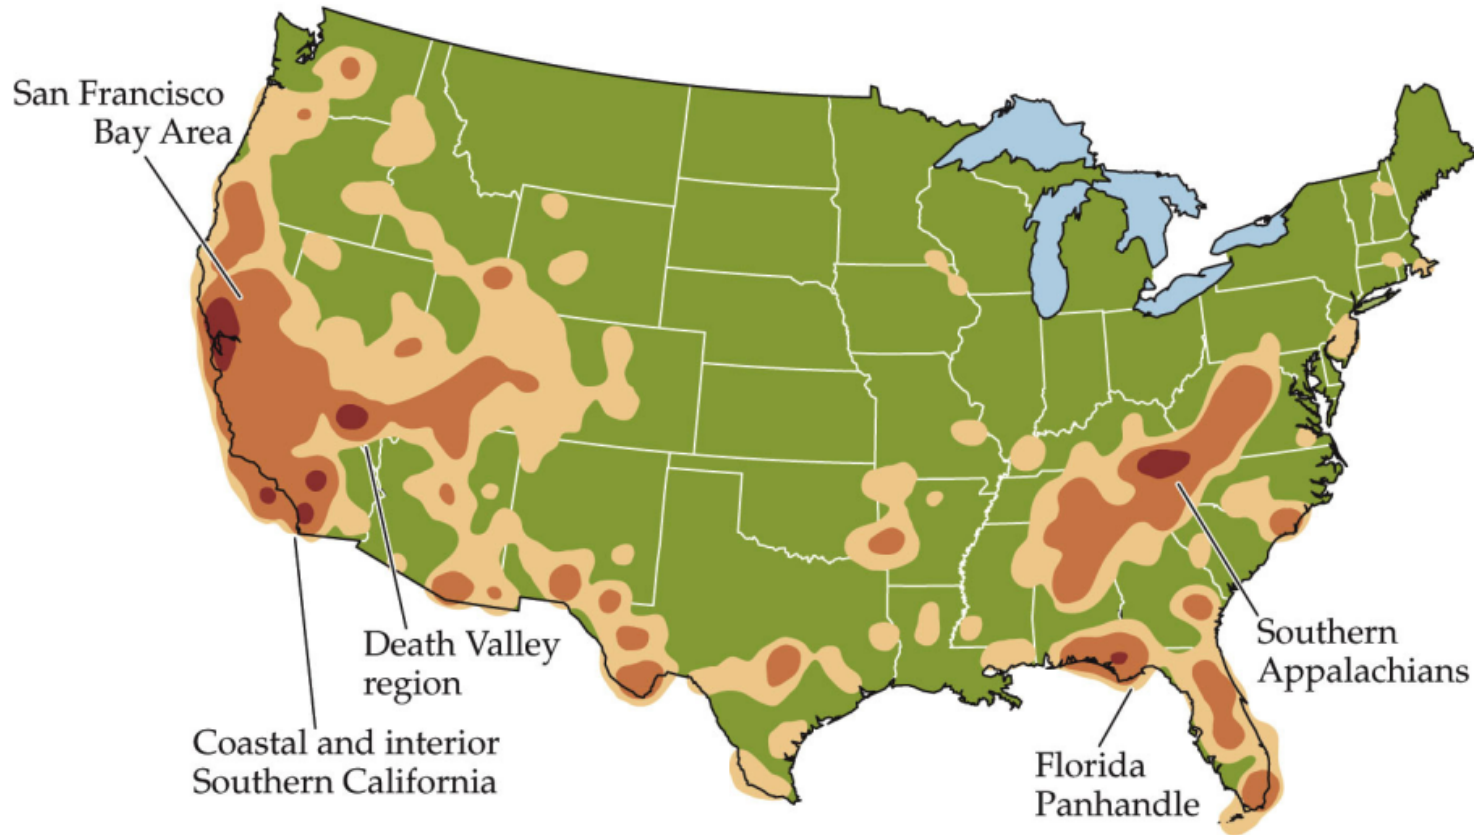 San Francisco
Bay Area
Death Valley
region
Coastal and interior
Southern California
Southern
Appalachians
Florida
Panhandle